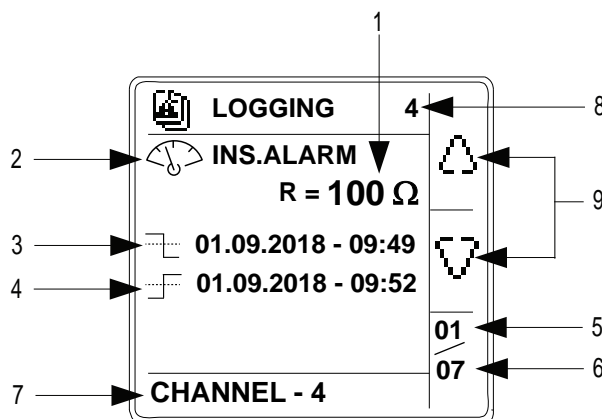 1
LOGGING 4
8
2
INS.ALARM
R = 100 Ω
9
3
01.09.2018 - 09:49
4
01.09.2018 - 09:52
01
5
07
6
7
CHANNEL - 4